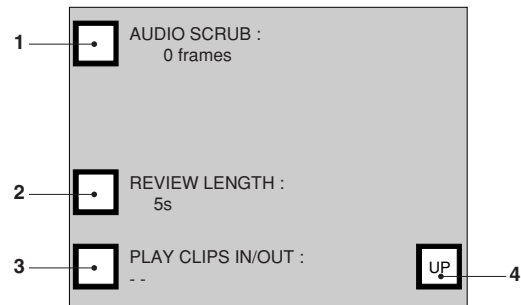 1
AUDIO SCRUB :
0 frames
2
REVIEW LENGTH :
5s
3
PLAY CLIPS IN/OUT :
- -
UP
4